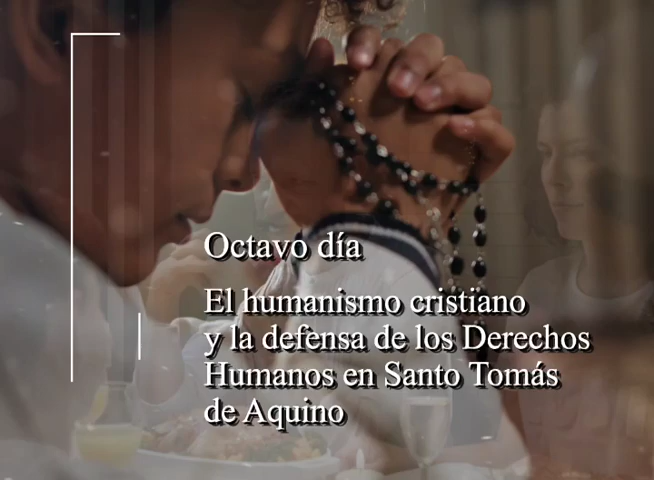 Octavo día
El humanismo cristiano
y la defensa de los Derechos
Humanos en Santo Tomás
de Aquino